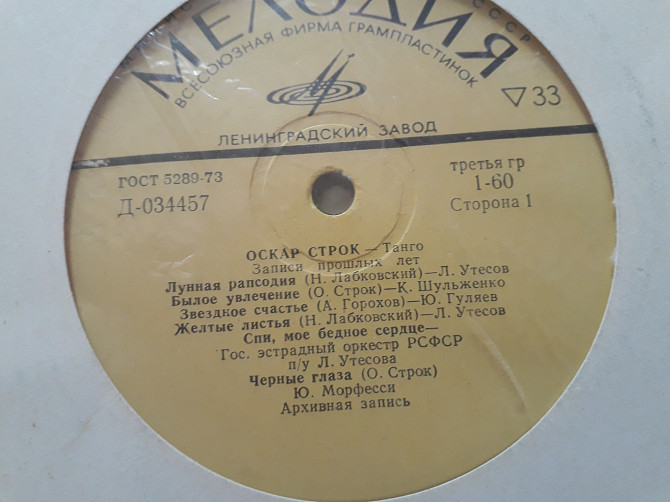 СССР
МЕЛОДИЯ
ВСЕСОЮЗНАЯ ФИРМА ГРАМПЛАСТИНОК
▽ 33
ЛЕНИНГРАДСКИЙ ЗАВОД
ГОСТ 5289-73
Д-034457
третья гр
1-60
Сторона 1
ОСКАР СТРОК — Танго
Записи прошлых лет
Лунная рапсодия (Н. Лабковский)—Л. Утесов
Былое увлечение (О. Строк)—К. Шульженко
Звездное счастье (А. Горохов)—Ю. Гуляев
Желтые листья (Н. Лабковский)—Л. Утесов
Спи, мое бедное сердце—
Гос. эстрадный оркестр РСФСР
п/у Л. Утесова
Черные глаза (О. Строк)
Ю. Морфесси
Архивная запись